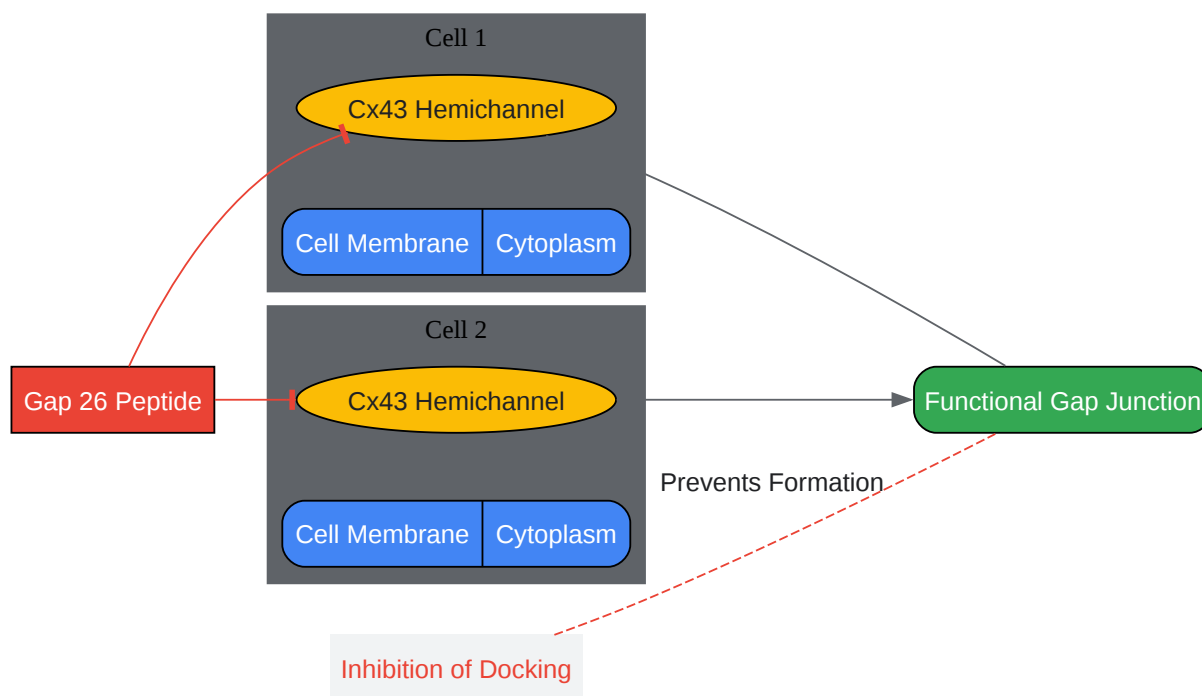 Cell 1
Cx43 Hemichannel
Cell Membrane
Cytoplasm
Cell 2
Gap 26 Peptide
Cx43 Hemichannel
Functional Gap Junction
Prevents Formation
Cell Membrane
Cytoplasm
Inhibition of Docking